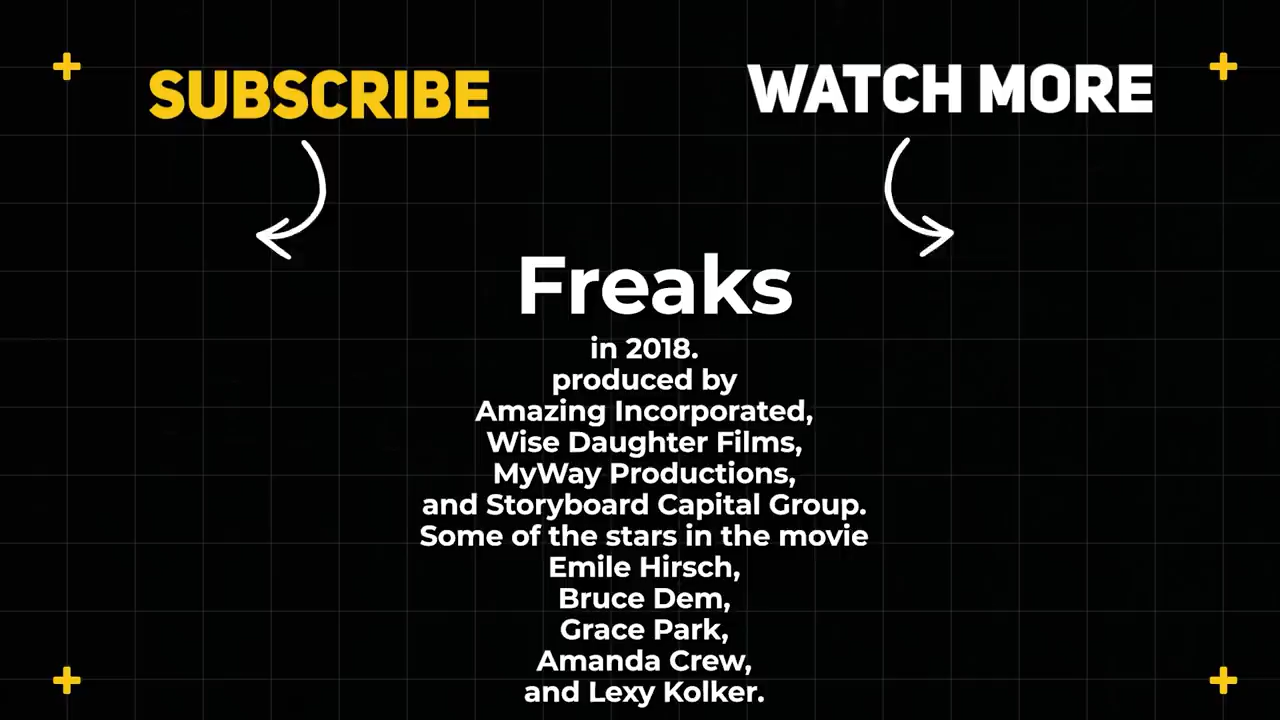 SUBSCRIBE
WATCH MORE
Freaks
in 2018.
produced by
Amazing Incorporated,
Wise Daughter Films,
MyWay Productions,
and Storyboard Capital Group.
Some of the stars in the movie
Emile Hirsch,
Bruce Dem,
Grace Park,
Amanda Crew,
and Lexy Kolker.